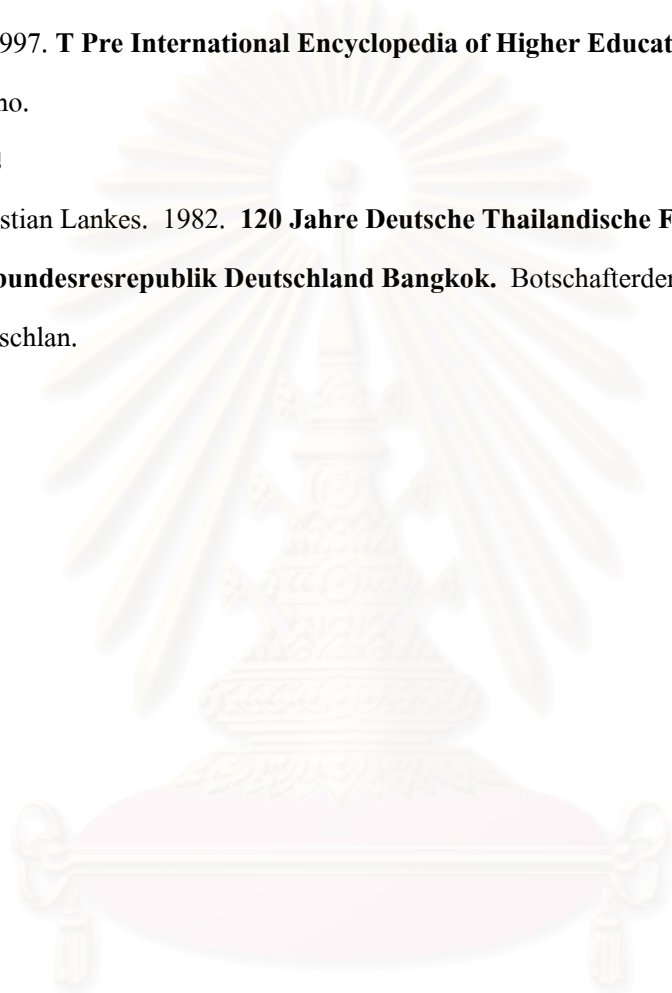 997. T Pre International Encyclopedia of Higher Educat
no.
stian Lankes. 1982. 120 Jahre Deutsche Thailandische F
bundesresrepublik Deutschland Bangkok. Botschafterder
schlan.